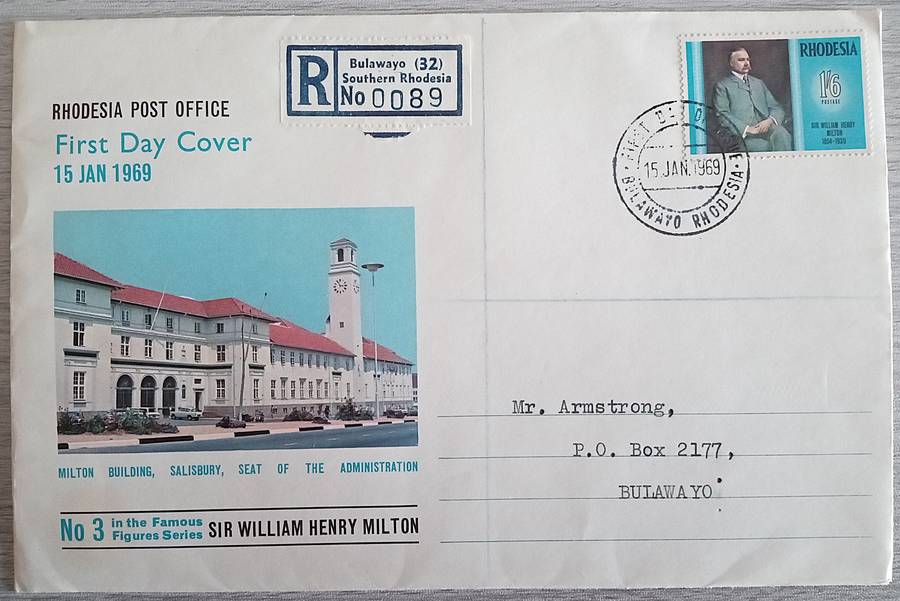 RHODESIA POST OFFICE
First Day Cover
15 JAN 1969
R
Bulawayo (32)
Southern Rhodesia
No 0089
RHODESIA
1/6
POSTAGE
SIR WILLIAM HENRY
MILTON
1854-1930
FIRST D
15 JAN. 1969
BULAWAYO RHODESIA
MILTON BUILDING, SALISBURY, SEAT OF THE ADMINISTRATION
No 3 in the Famous
Figures Series
SIR WILLIAM HENRY MILTON
Mr. Armstrong,
P.O. Box 2177,
BULAWAYO